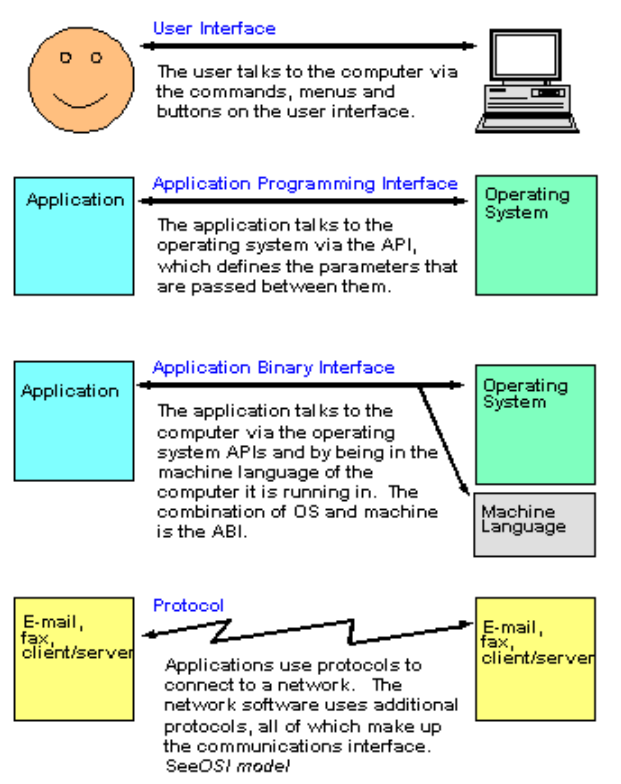 User Interface
The user talks to the computer via
the commands, menus and
buttons on the user interface.
Application
Application Programming Interface
Operating
System
The application talks to the
operating system via the API,
which defines the parameters that
are passed between them.
Application
Application Binary Interface
Operating
System
The application talks to the
computer via the operating
system APIs and by being in the
machine language of the
computer it is running in. The
combination of OS and machine
is the ABI.
Machine
Language
E-mail,
fax,
client/server
Protocol
E-mail,
fax,
client/server
Applications use protocols to
connect to a network. The
network software uses additional
protocols, all of which make up
the communications interface.
SeeOSI model